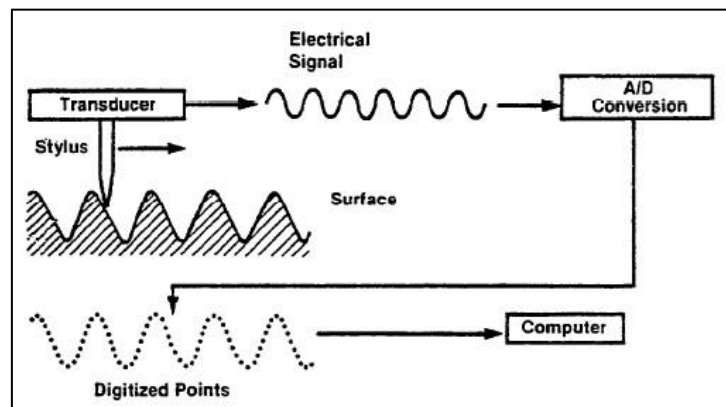 Electrical
Signal
Transducer
A/D
Conversion
Stylus
Surface
Computer
Digitized Points